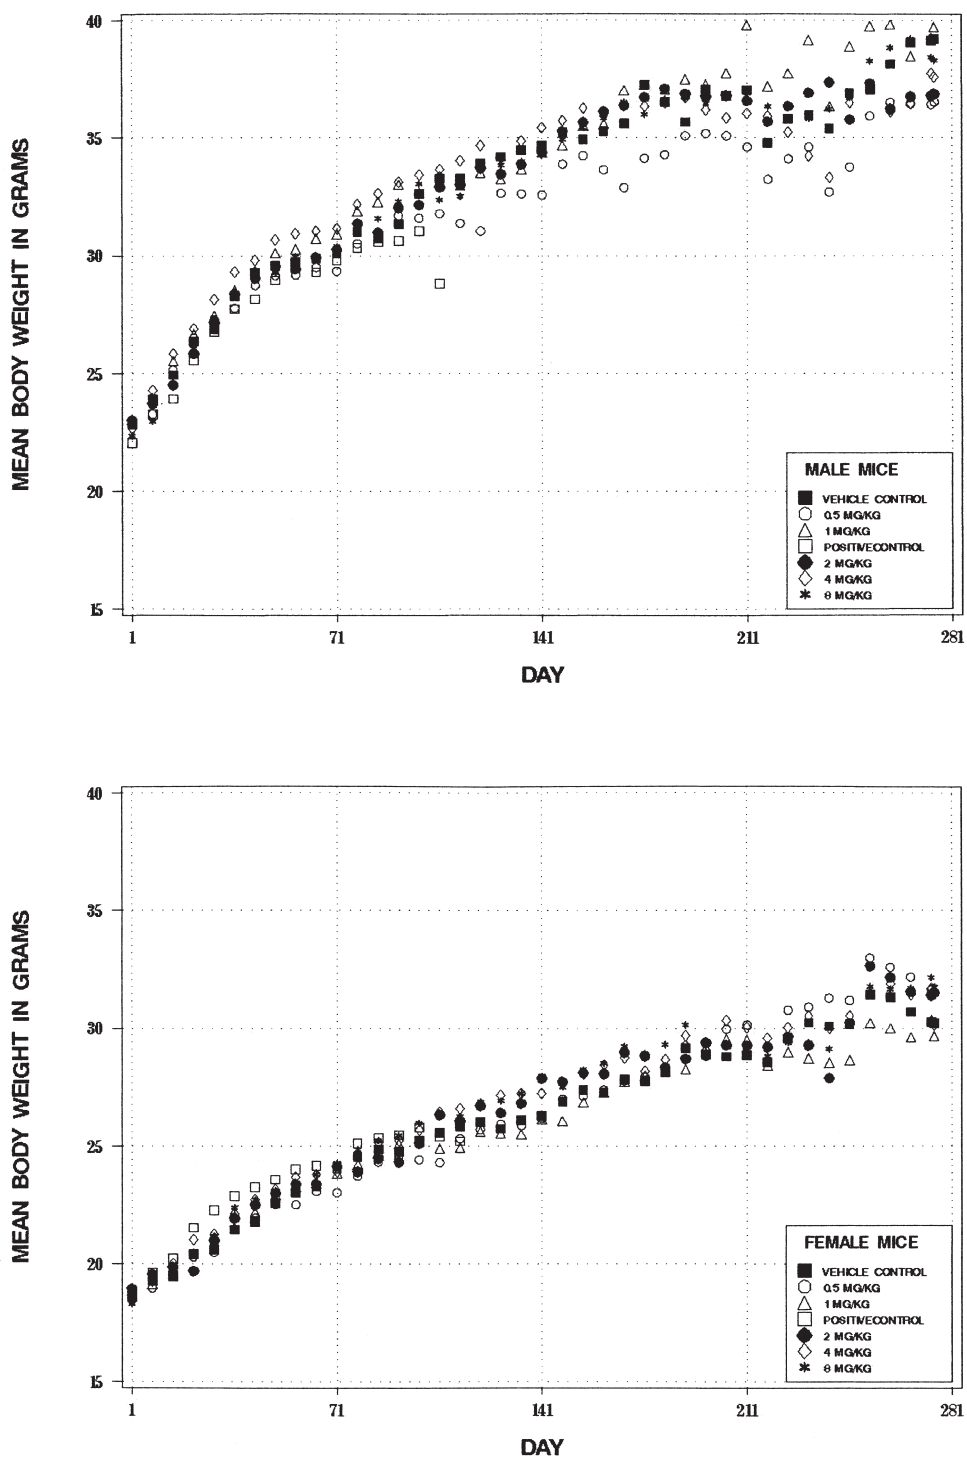 MEAN BODY WEIGHT IN GRAMS
40
35
30
25
20
15
MALE MICE
VEHICLE CONTROL
0.5 MG/KG
1 MG/KG
POSITIVECONTROL
2 MG/KG
4 MG/KG
8 MG/KG
1 71 141 211 281
DAY
MEAN BODY WEIGHT IN GRAMS
40
35
30
25
20
15
FEMALE MICE
VEHICLE CONTROL
0.5 MG/KG
1 MG/KG
POSITIVECONTROL
2 MG/KG
4 MG/KG
8 MG/KG
1 71 141 211 281
DAY